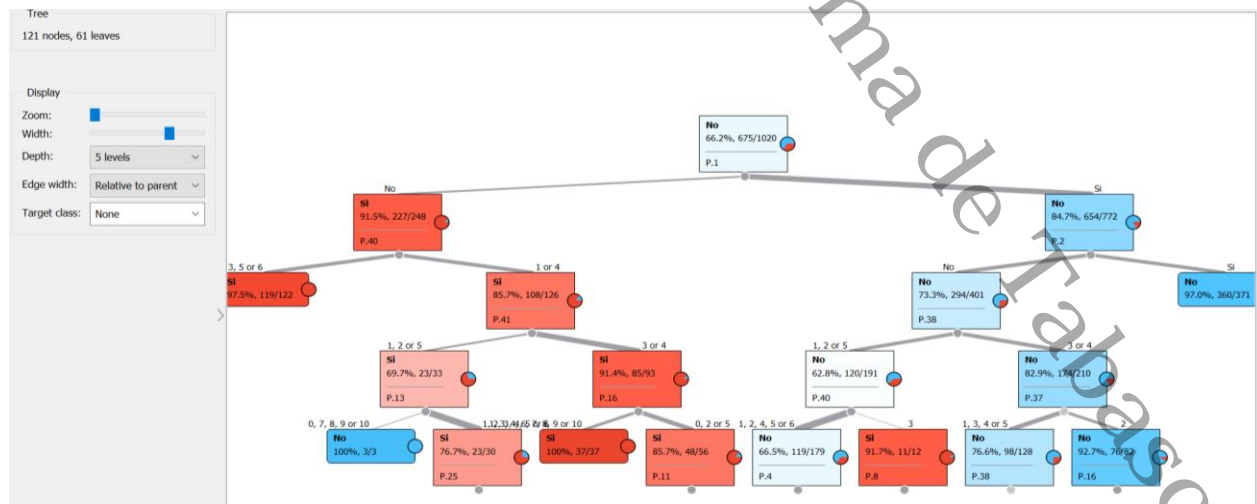 Tree
121 nodes, 61 leaves
Display
Zoom:
Width:
Depth:
5 levels
Edge width:
Relative to parent
Target class:
None
No
66.2%, 675/1020
P.1
No
Si
Si
91.5%, 227/248
P.40
No
84.7%, 654/772
P.2
3, 5 or 6
1 or 4
No
Si
Si
97.5%, 119/122
Si
85.7%, 108/126
P.41
No
73.3%, 294/401
P.38
No
97.0%, 360/371
1, 2 or 5
3 or 4
1, 2 or 5
3 or 4
Si
69.7%, 23/33
P.13
Si
91.4%, 85/93
P.16
No
62.8%, 120/191
P.40
No
82.9%, 174/210
P.37
0, 7, 8, 9 or 10
9 or 10
0, 2 or 5
1, 2, 4, 5 or 6
3
1, 3, 4 or 5
2
No
100%, 3/3
Si
76.7%, 23/30
P.25
Si
100%, 37/37
Si
85.7%, 48/56
P.11
No
66.5%, 119/179
P.4
Si
91.7%, 11/12
P.8
No
76.6%, 98/128
P.38
No
92.7%, 76/82
P.16
ma de Tabasc